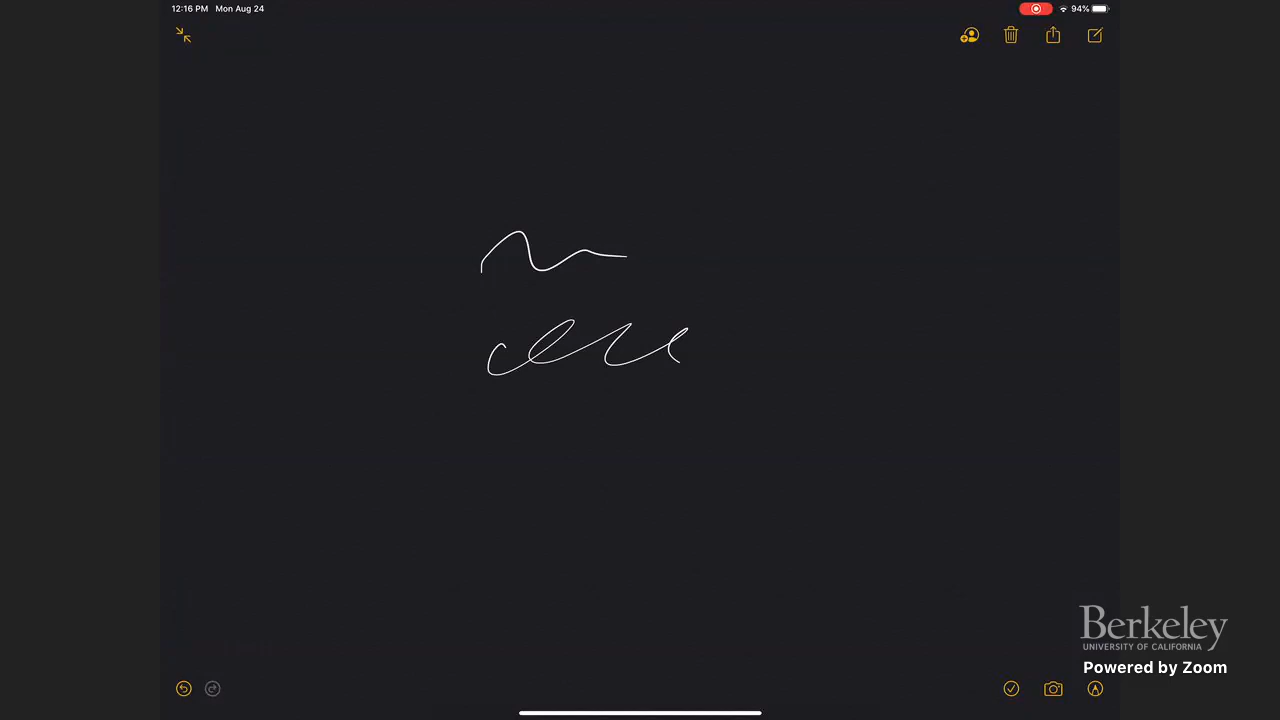 12:16 PM Mon Aug 24 94%
Berkeley
UNIVERSITY OF CALIFORNIA
Powered by Zoom